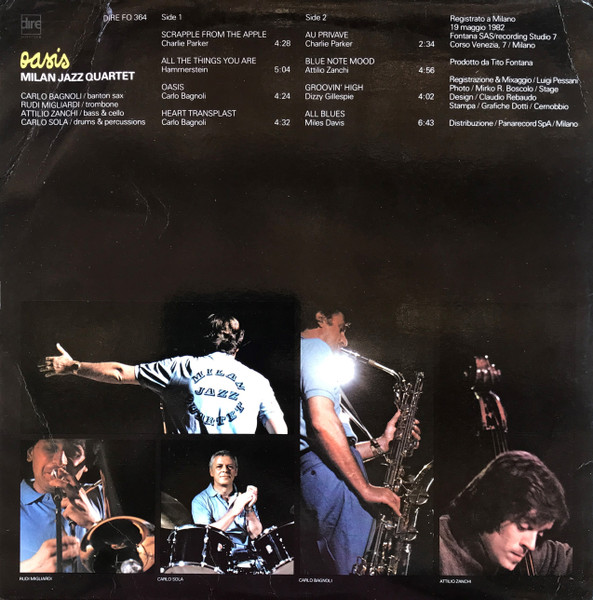 dire
DIRE FO 364
oasis
MILAN JAZZ QUARTET
CARLO BAGNOLI / bariton sax
RUDI MIGLIARDI / trombone
ATTILIO ZANCHI / bass & cello
CARLO SOLA / drums & percussions
Side 1
SCRAPPLE FROM THE APPLE
Charlie Parker 4:28
ALL THE THINGS YOU ARE
Hammerstein 5:04
OASIS
Carlo Bagnoli 4:24
HEART TRANSPLAST
Carlo Bagnoli 4:32
Side 2
AU PRIVAVE
Charlie Parker 2:34
BLUE NOTE MOOD
Attilio Zanchi 4:56
GROOVIN' HIGH
Dizzy Gillespie 4:02
ALL BLUES
Miles Davis 6:43
Registrato a Milano
19 maggio 1982
Fontana SAS/recording Studio 7
Corso Venezia, 7 / Milano
Prodotto da Tito Fontana
Registrazione & Mixaggio / Luigi Pessani
Photo / Mirko R. Boscolo / Stage
Design / Claudio Rebaudo
Stampa / Grafiche Dotti / Cernobbio
Distribuzione / Panarecord SpA / Milano
MILAN
JAZZ
QUARTET
RUDI MIGLIARDI
CARLO SOLA
CARLO BAGNOLI
ATTILIO ZANCHI